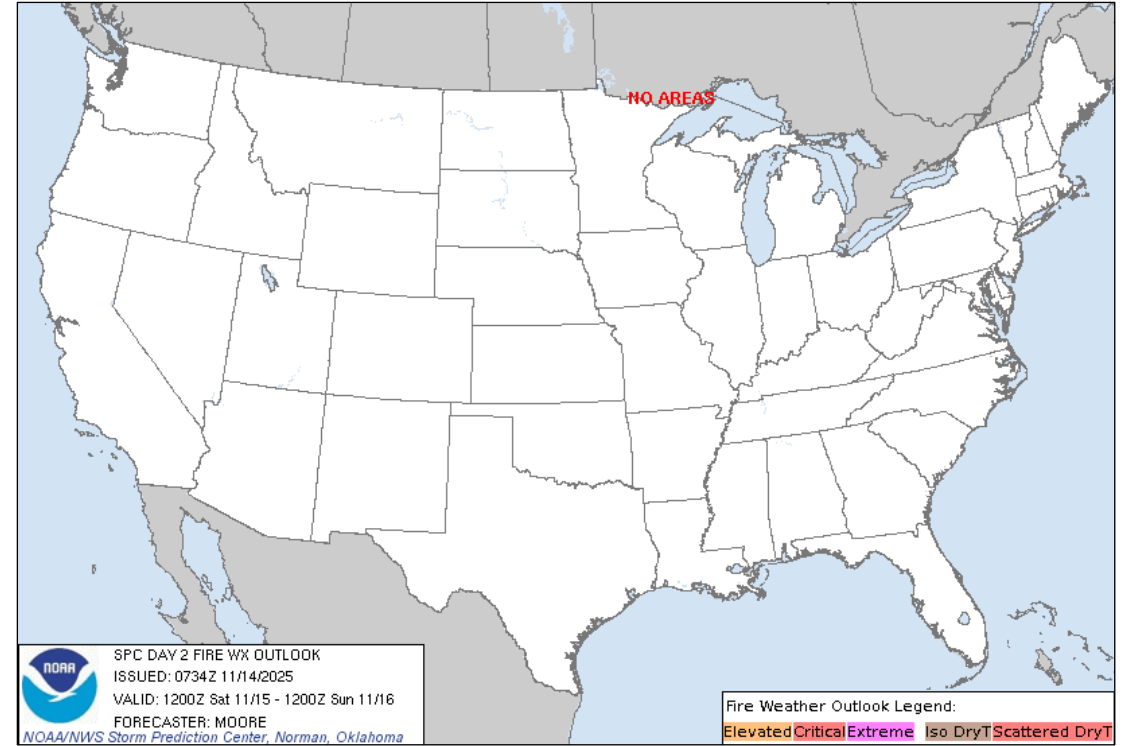 NO AREAS
NOAA
SPC DAY 2 FIRE WX OUTLOOK
ISSUED: 0734Z 11/14/2025
VALID: 1200Z Sat 11/15 - 1200Z Sun 11/16
FORECASTER: MOORE
NOAA/NWS Storm Prediction Center, Norman, Oklahoma
Fire Weather Outlook Legend:
Elevated Critical Extreme Iso DryT Scattered DryT